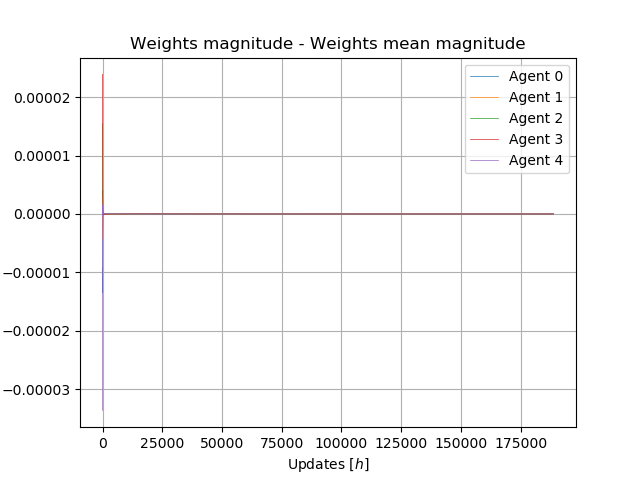 Weights magnitude - Weights mean magnitude
Agent 0
Agent 1
Agent 2
Agent 3
Agent 4
0.00002
0.00001
0.00000
−0.00001
−0.00002
−0.00003
0 25000 50000 75000 100000 125000 150000 175000
Updates [h]